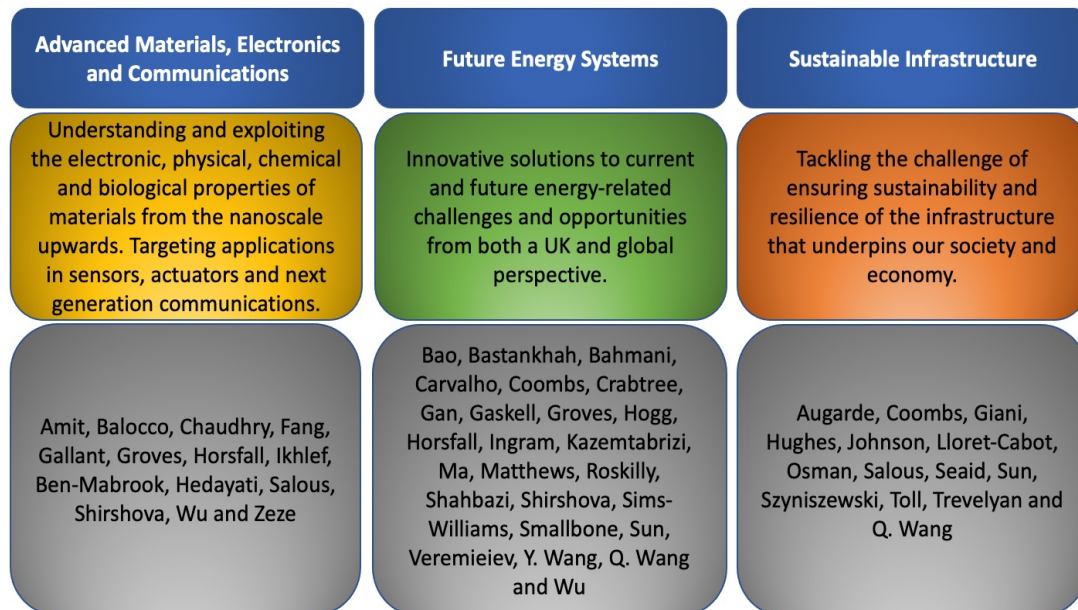 Advanced Materials, Electronics
and Communications
Understanding and exploiting
the electronic, physical, chemical
and biological properties of
materials from the nanoscale
upwards. Targeting applications
in sensors, actuators and next
generation communications.
Amit, Balocco, Chaudhry, Fang,
Gallant, Groves, Horsfall, Ikhlef,
Ben-Mabrook, Hedayati, Salous,
Shirshova, Wu and Zeze
Future Energy Systems
Innovative solutions to current
and future energy-related
challenges and opportunities
from both a UK and global
perspective.
Bao, Bastankhah, Bahmani,
Carvalho, Coombs, Crabtree,
Gan, Gaskell, Groves, Hogg,
Horsfall, Ingram, Kazemtabrizi,
Ma, Matthews, Roskilly,
Shahbazi, Shirshova, Sims-
Williams, Smallbone, Sun,
Veremieiev, Y. Wang, Q. Wang
and Wu
Sustainable Infrastructure
Tackling the challenge of
ensuring sustainability and
resilience of the infrastructure
that underpins our society and
economy.
Augarde, Coombs, Giani,
Hughes, Johnson, Lloret-Cabot,
Osman, Salous, Seaid, Sun,
Szyniszewski, Toll, Trevelyan and
Q. Wang